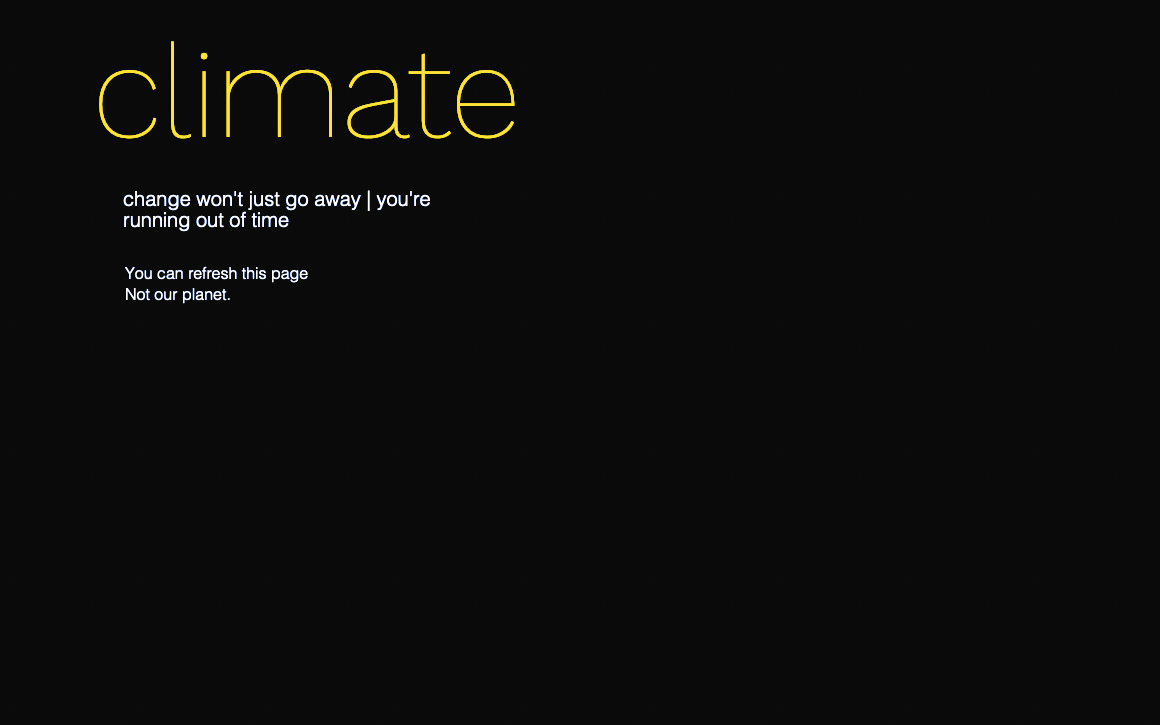 climate
change won't just go away | you're
running out of time
You can refresh this page
Not our planet.